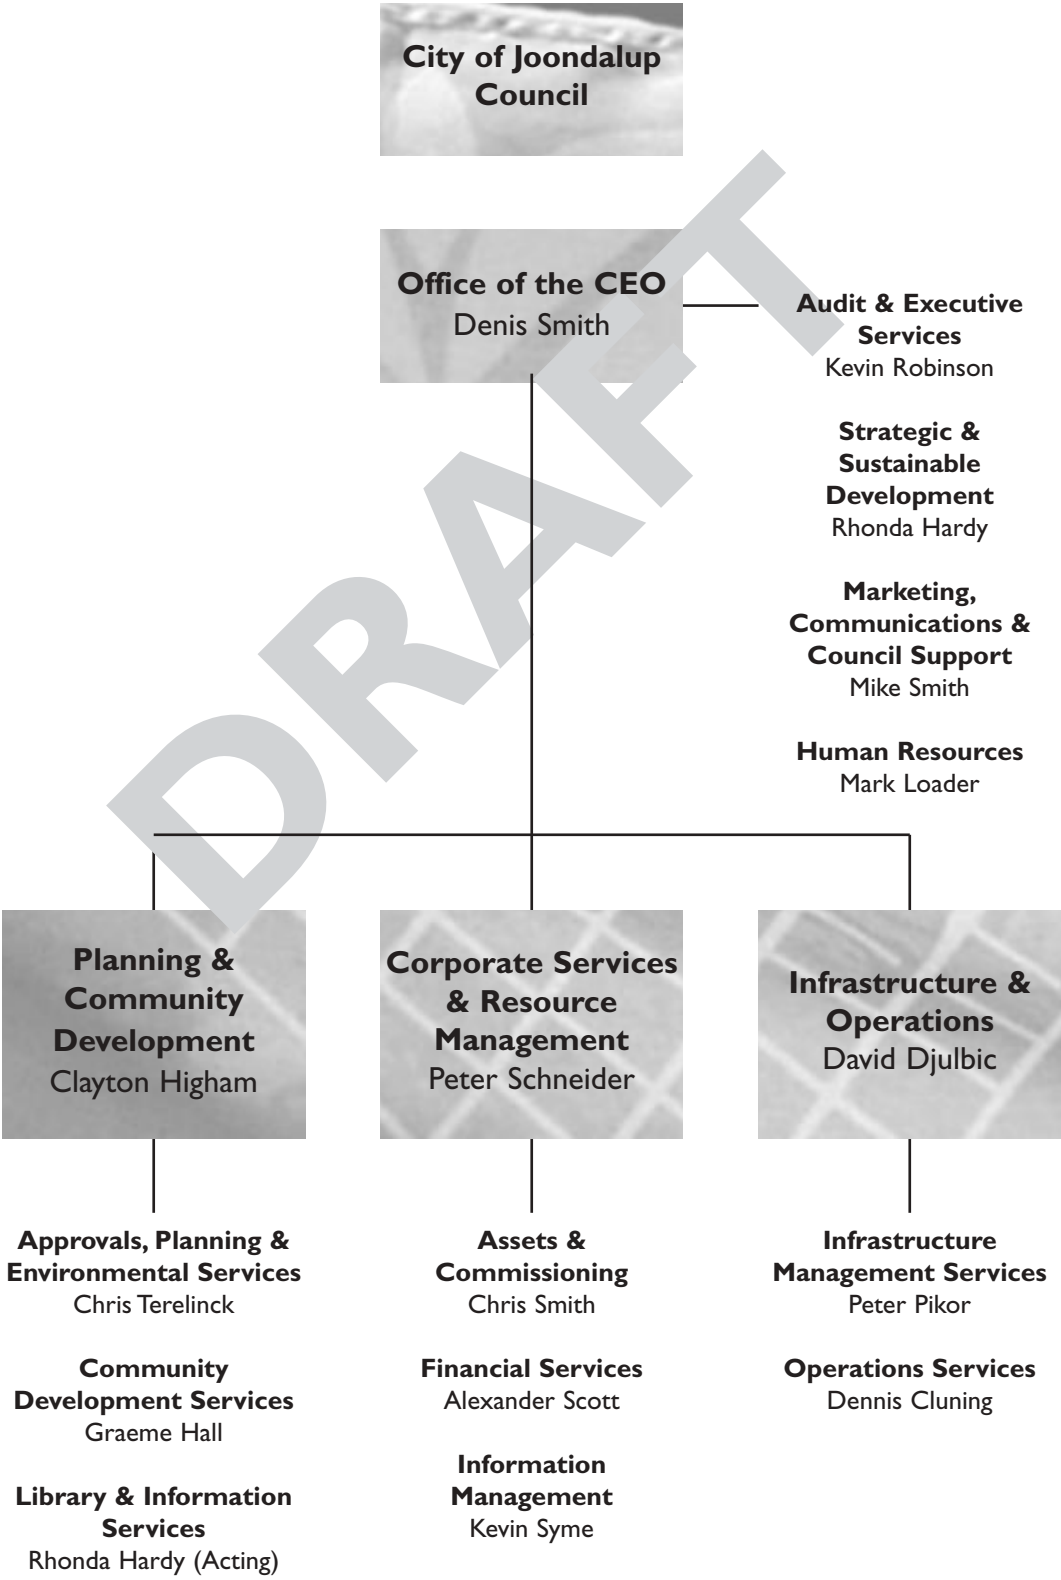 City of Joondalup
Council
Office of the CEO
Denis Smith
Audit & Executive
Services
Kevin Robinson
Strategic &
Sustainable
Development
Rhonda Hardy
Marketing,
Communications &
Council Support
Mike Smith
Human Resources
Mark Loader
DRAFT
Planning &
Community
Development
Clayton Higham
Corporate Services
& Resource
Management
Peter Schneider
Infrastructure &
Operations
David Djulbic
Approvals, Planning &
Environmental Services
Chris Terelinck
Community
Development Services
Graeme Hall
Library & Information
Services
Rhonda Hardy (Acting)
Assets &
Commissioning
Chris Smith
Financial Services
Alexander Scott
Information
Management
Kevin Syme
Infrastructure
Management Services
Peter Pikor
Operations Services
Dennis Cluning